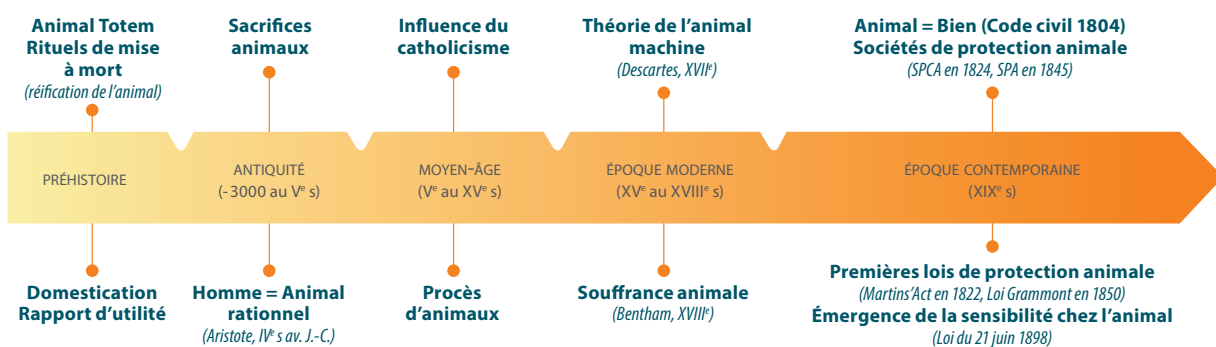 Animal Totem
Rituels de mise
à mort
(réification de l'animal)
Sacrifices
animaux
Influence du
catholicisme
Théorie de l'animal
machine
(Descartes, XVIIᵉ)
Animal = Bien (Code civil 1804)
Sociétés de protection animale
(SPCA en 1824, SPA en 1845)
PRÉHISTOIRE
ANTIQUITÉ
(- 3000 au Vᵉ s)
MOYEN-ÂGE
(Vᵉ au XVᵉ s)
ÉPOQUE MODERNE
(XVᵉ au XVIIIᵉ s)
ÉPOQUE CONTEMPORAINE
(XIXᵉ s)
Domestication
Rapport d'utilité
Homme = Animal
rationnel
(Aristote, IVᵉ s av. J.-C.)
Procès
d'animaux
Souffrance animale
(Bentham, XVIIIᵉ)
Premières lois de protection animale
(Martins'Act en 1822, Loi Grammont en 1850)
Émergence de la sensibilité chez l'animal
(Loi du 21 juin 1898)